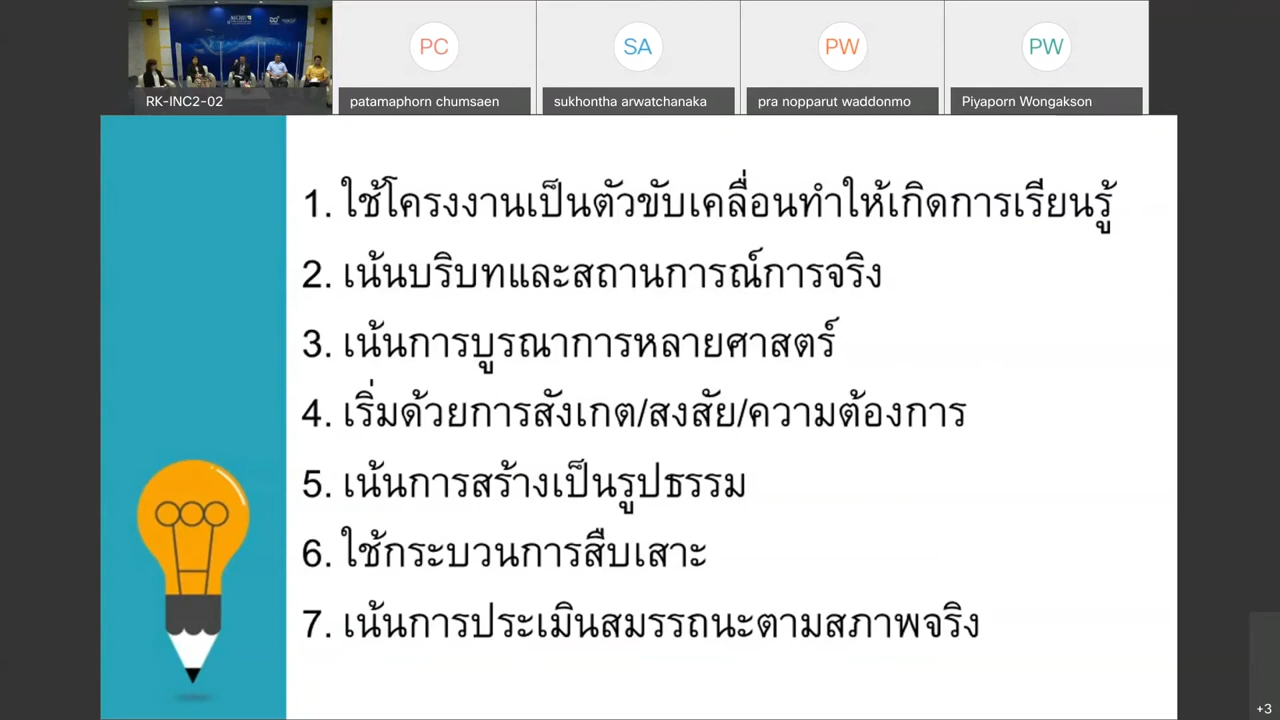 RK-INC2-02
PC
patamaphorn chumsaen
SA
sukhontha arwatchanaka
PW
pra nopparut waddonmo
PW
Piyaporn Wongakson
1. ใช้โครงงานเป็นตัวขับเคลื่อนทำให้เกิดการเรียนรู้
2. เน้นบริบทและสถานการณ์การจริง
3. เน้นการบูรณาการหลายศาสตร์
4. เริ่มด้วยการสังเกต/สงสัย/ความต้องการ
5. เน้นการสร้างเป็นรูปธรรม
6. ใช้กระบวนการสืบเสาะ
7. เน้นการประเมินสมรรถนะตามสภาพจริง
+3